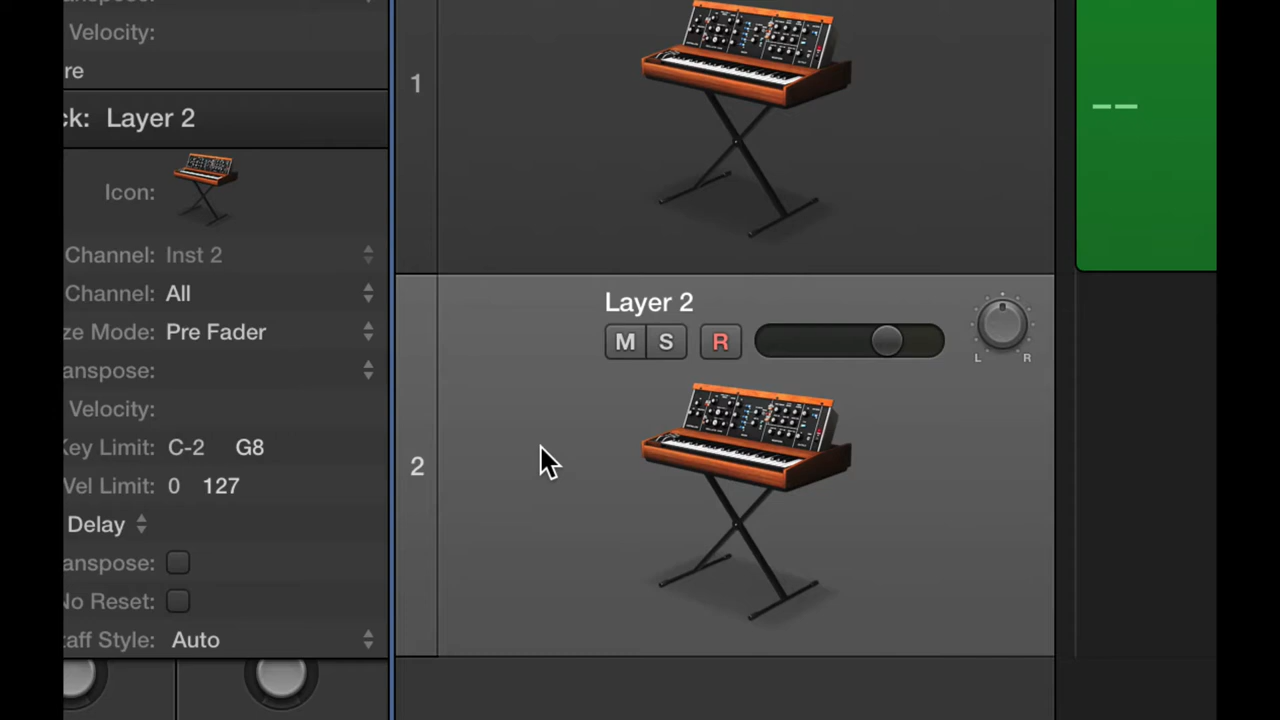 Velocity:
re
ck: Layer 2
Icon:
Channel: Inst 2
Channel: All
ze Mode: Pre Fader
anspose:
Velocity:
Key Limit: C-2 G8
Vel Limit: 0 127
Delay
anspose:
No Reset:
taff Style: Auto
1
2
Layer 2
M S R
L R